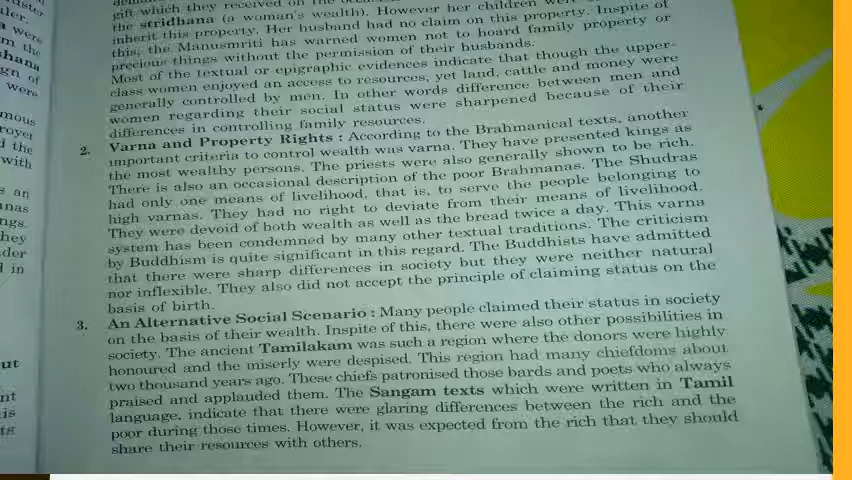 gift which they received on the
the stridhana (a woman's wealth). However her children were
inherit this property. Her husband had no claim on this property. Inspite of
this, the Manusmriti has warned women not to hoard family property or
precious things without the permission of their husbands.
Most of the textual or epigraphic evidences indicate that though the upper-
class women enjoyed an access to resources, yet land, cattle and money were
generally controlled by men. In other words difference between men and
women regarding their social status were sharpened because of their
differences in controlling family resources.
2. Varna and Property Rights : According to the Brahmanical texts, another
important criteria to control wealth was varna. They have presented kings as
the most wealthy persons. The priests were also generally shown to be rich.
There is also an occasional description of the poor Brahmanas. The Shudras
had only one means of livelihood, that is, to serve the people belonging to
high varnas. They had no right to deviate from their means of livelihood.
They were devoid of both wealth as well as the bread twice a day. This varna
system has been condemned by many other textual traditions. The criticism
by Buddhism is quite significant in this regard. The Buddhists have admitted
that there were sharp differences in society but they were neither natural
nor inflexible. They also did not accept the principle of claiming status on the
basis of birth.
3. An Alternative Social Scenario : Many people claimed their status in society
on the basis of their wealth. Inspite of this, there were also other possibilities in
society. The ancient Tamilakam was such a region where the donors were highly
honoured and the miserly were despised. This region had many chiefdoms about
two thousand years ago. These chiefs patronised those bards and poets who always
praised and applauded them. The Sangam texts which were written in Tamil
language, indicate that there were glaring differences between the rich and the
poor during those times. However, it was expected from the rich that they should
share their resources with others.